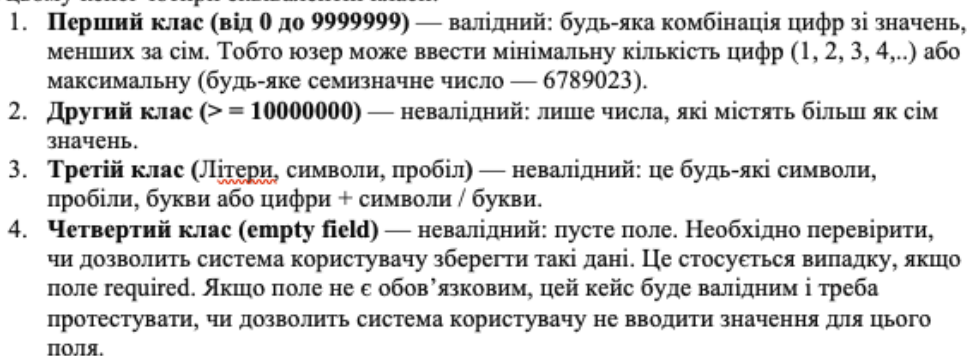 1. Перший клас (від 0 до 9999999) — валідний: будь-яка комбінація цифр зі значень,
менших за сім. Тобто юзер може ввести мінімальну кількість цифр (1, 2, 3, 4,..) або
максимальну (будь-яке семизначне число — 6789023).
2. Другий клас (> = 10000000) — невалідний: лише числа, які містять більш як сім
значень.
3. Третій клас (Літери, символи, пробіл) — невалідний: це будь-які символи,
пробіли, букви або цифри + символи / букви.
4. Четвертий клас (empty field) — невалідний: пусте поле. Необхідно перевірити,
чи дозволить система користувачу зберегти такі дані. Це стосується випадку, якщо
поле required. Якщо поле не є обов’язковим, цей кейс буде валідним і треба
протестувати, чи дозволить система користувачу не вводити значення для цього
поля.